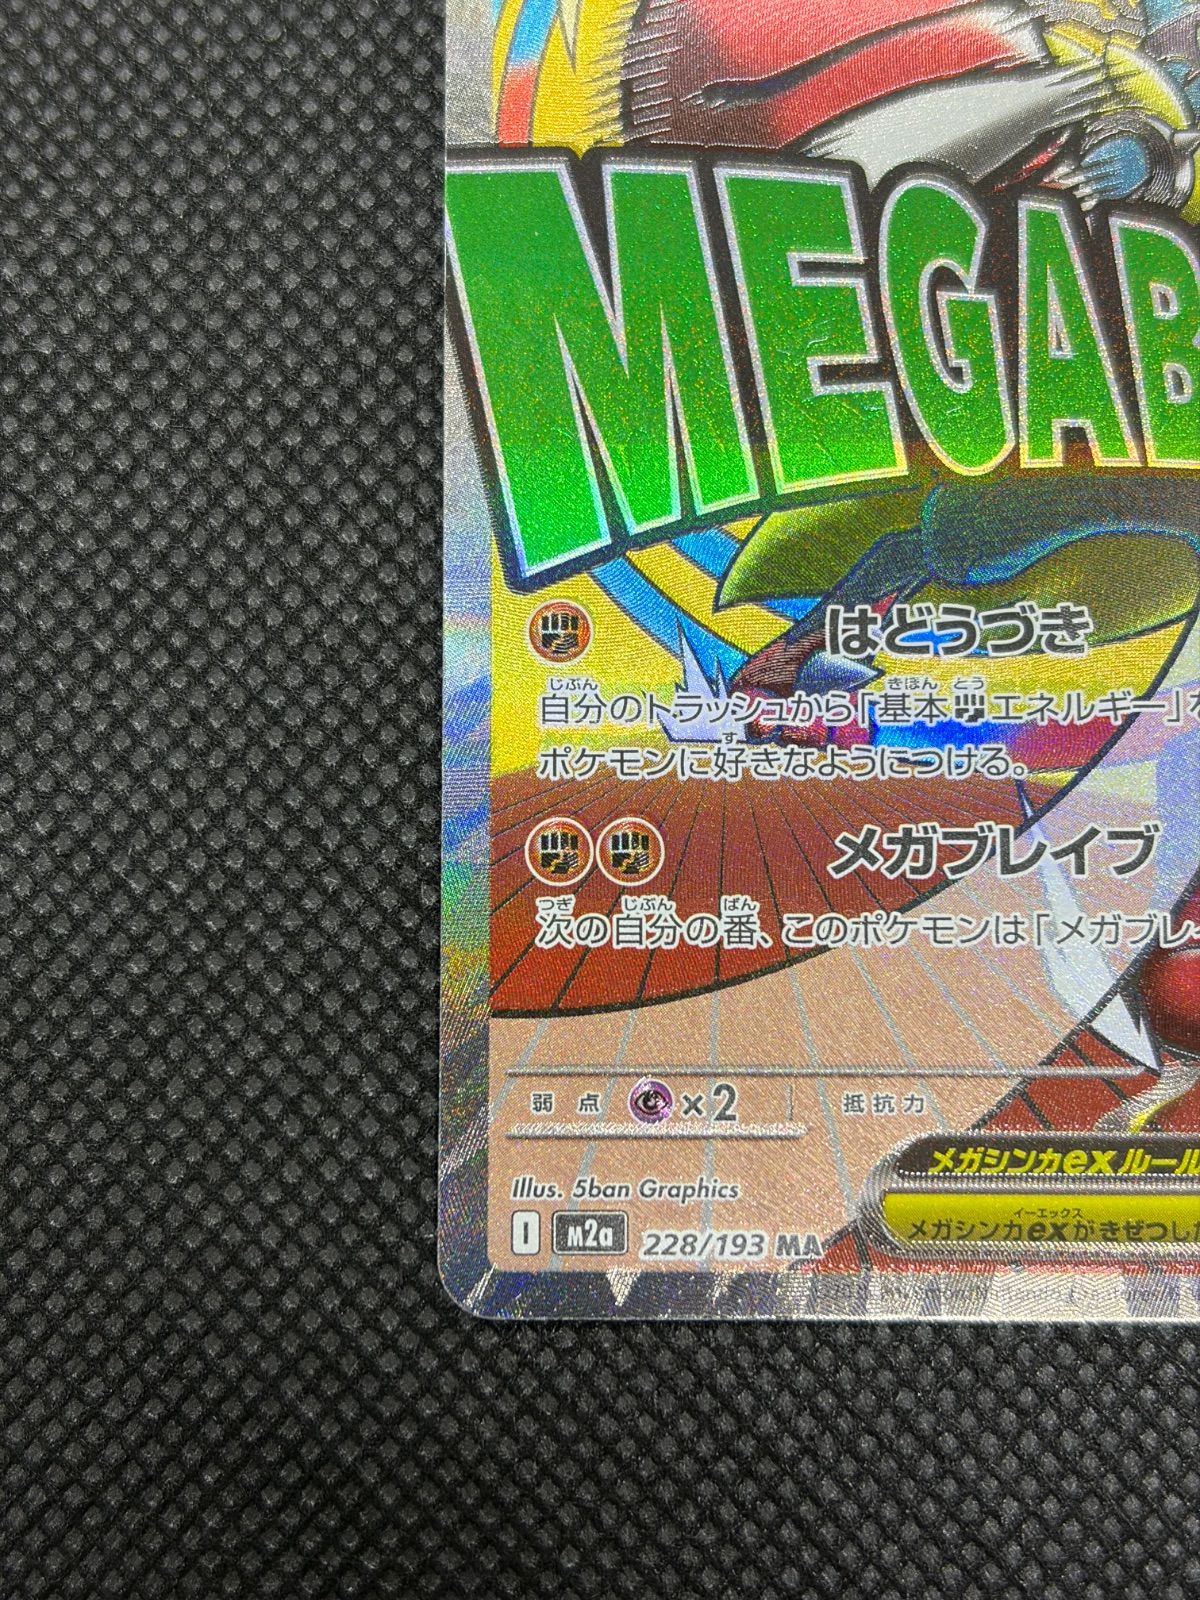 MEGAB
はどうづき
じぶん きほん とう
自分のトラッシュから「基本闘エネルギー」
す
ポケモンに好きなようにつける。
メガブレイブ
つぎ じぶん ばん
次の自分の番、このポケモンは「メガブレイ
弱点 ×2 抵抗力
メガシンカexルール
Illus. 5ban Graphics
イーエックス
メガシンカexがきぜつし
I M2a 228/193 MA